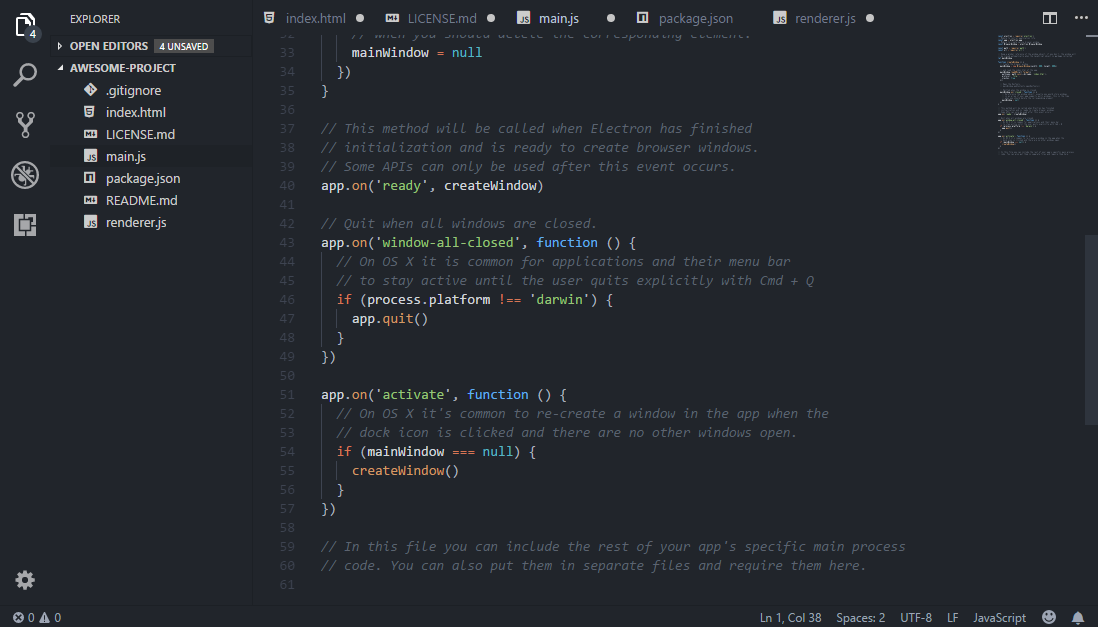 EXPLORER
4
OPEN EDITORS 4 UNSAVED
AWESOME-PROJECT
.gitignore
index.html
LICENSE.md
main.js
package.json
README.md
renderer.js
index.html LICENSE.md main.js package.json renderer.js
32 // when you should delete the corresponding element.
33 mainWindow = null
34 })
35 }
36
37 // This method will be called when Electron has finished
38 // initialization and is ready to create browser windows.
39 // Some APIs can only be used after this event occurs.
40 app.on('ready', createWindow)
41
42 // Quit when all windows are closed.
43 app.on('window-all-closed', function () {
44 // On OS X it is common for applications and their menu bar
45 // to stay active until the user quits explicitly with Cmd + Q
46 if (process.platform !== 'darwin') {
47 app.quit()
48 }
49 })
50
51 app.on('activate', function () {
52 // On OS X it's common to re-create a window in the app when the
53 // dock icon is clicked and there are no other windows open.
54 if (mainWindow === null) {
55 createWindow()
56 }
57 })
58
59 // In this file you can include the rest of your app's specific main process
60 // code. You can also put them in separate files and require them here.
61
0 0 Ln 1, Col 38 Spaces: 2 UTF-8 LF JavaScript